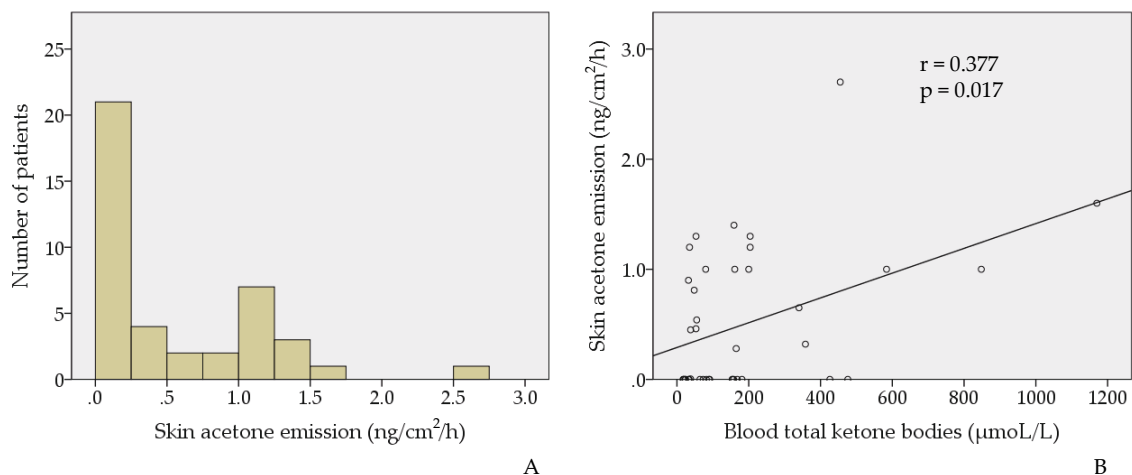 25
20
15
10
5
0
Number of patients
.0 .5 1.0 1.5 2.0 2.5 3.0
Skin acetone emission (ng/cm²/h)
A
3.0
2.0
1.0
.0
Skin acetone emission (ng/cm²/h)
r = 0.377
p = 0.017
0 200 400 600 800 1000 1200
Blood total ketone bodies (μmoL/L)
B